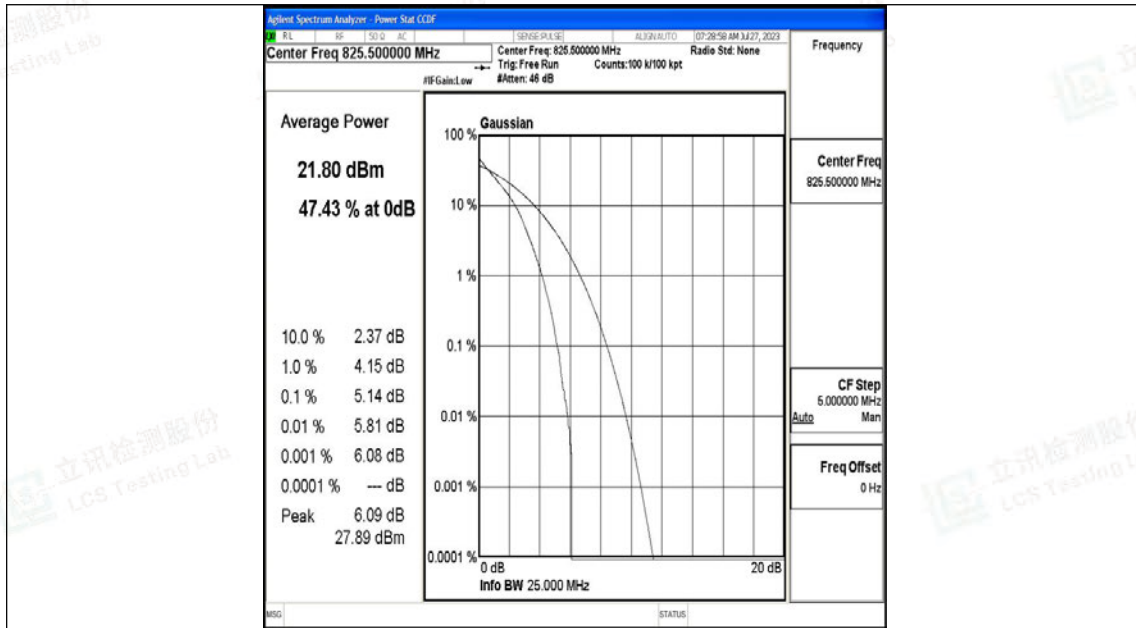 Agilent Spectrum Analyzer - Power Stat CCDF
RL RF 50 Ω AC SENSE:PULSE ALIGNAUTO 07:28:58 AM Jul 27, 2023
Center Freq 825.500000 MHz
Center Freq: 825.500000 MHz Radio Std: None
Trig: Free Run Counts:100 k/100 kpt
#IFGain:Low #Atten: 46 dB
Frequency
Average Power
21.80 dBm
47.43 % at 0dB
10.0 % 2.37 dB
1.0 % 4.15 dB
0.1 % 5.14 dB
0.01 % 5.81 dB
0.001 % 6.08 dB
0.0001 % --- dB
Peak 6.09 dB
27.89 dBm
Gaussian
100 %
10 %
1 %
0.1 %
0.01 %
0.001 %
0.0001 %
0 dB 20 dB
Info BW 25.000 MHz
Center Freq
825.500000 MHz
CF Step
5.000000 MHz
Auto Man
Freq Offset
0 Hz
MSG STATUS
立讯检测股份
LCS Testing Lab
立讯检测股份
LCS Testing L